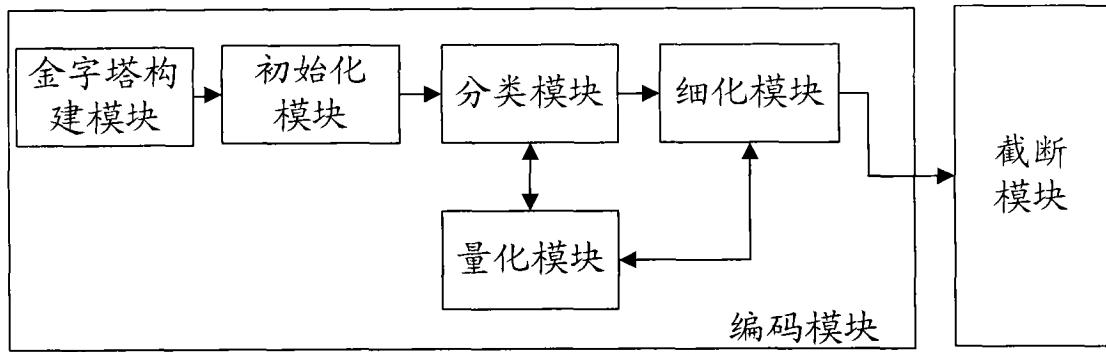 金字塔构
建模块
初始化
模块
分类模块
细化模块
截断
模块
量化模块
编码模块